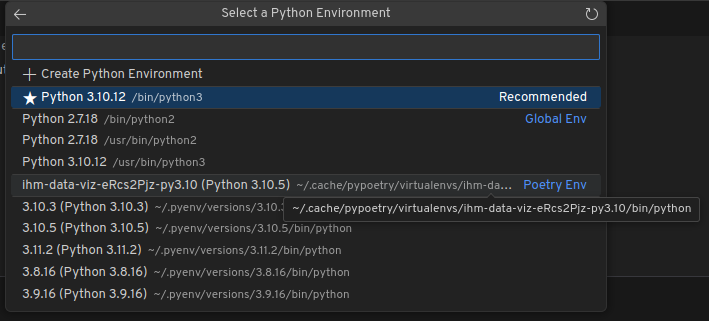 Select a Python Environment
Create Python Environment
Python 3.10.12 /bin/python3 Recommended
Python 2.7.18 /bin/python2 Global Env
Python 2.7.18 /usr/bin/python2
Python 3.10.12 /usr/bin/python3
ihm-data-viz-eRcs2Pjz-py3.10 (Python 3.10.5) ~/.cache/pypoetry/virtualenvs/ihm-da... Poetry Env
3.10.3 (Python 3.10.3) ~/.pyenv/versions/3.10.3
~/.cache/pypoetry/virtualenvs/ihm-data-viz-eRcs2Pjz-py3.10/bin/python
3.10.5 (Python 3.10.5) ~/.pyenv/versions/3.10.5/bin/python
3.11.2 (Python 3.11.2) ~/.pyenv/versions/3.11.2/bin/python
3.8.16 (Python 3.8.16) ~/.pyenv/versions/3.8.16/bin/python
3.9.16 (Python 3.9.16) ~/.pyenv/versions/3.9.16/bin/python